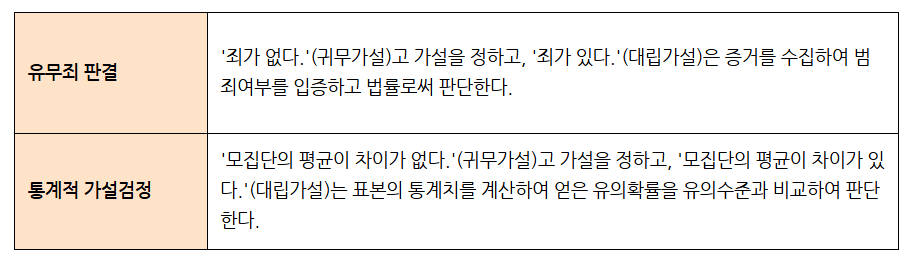 유무죄 판결
'죄가 없다.'(귀무가설)고 가설을 정하고, '죄가 있다.'(대립가설)은 증거를 수집하여 범
죄여부를 입증하고 법률로써 판단한다.
통계적 가설검정
'모집단의 평균이 차이가 없다.'(귀무가설)고 가설을 정하고, '모집단의 평균이 차이가 있
다.'(대립가설)는 표본의 통계치를 계산하여 얻은 유의확률을 유의수준과 비교하여 판단
한다.